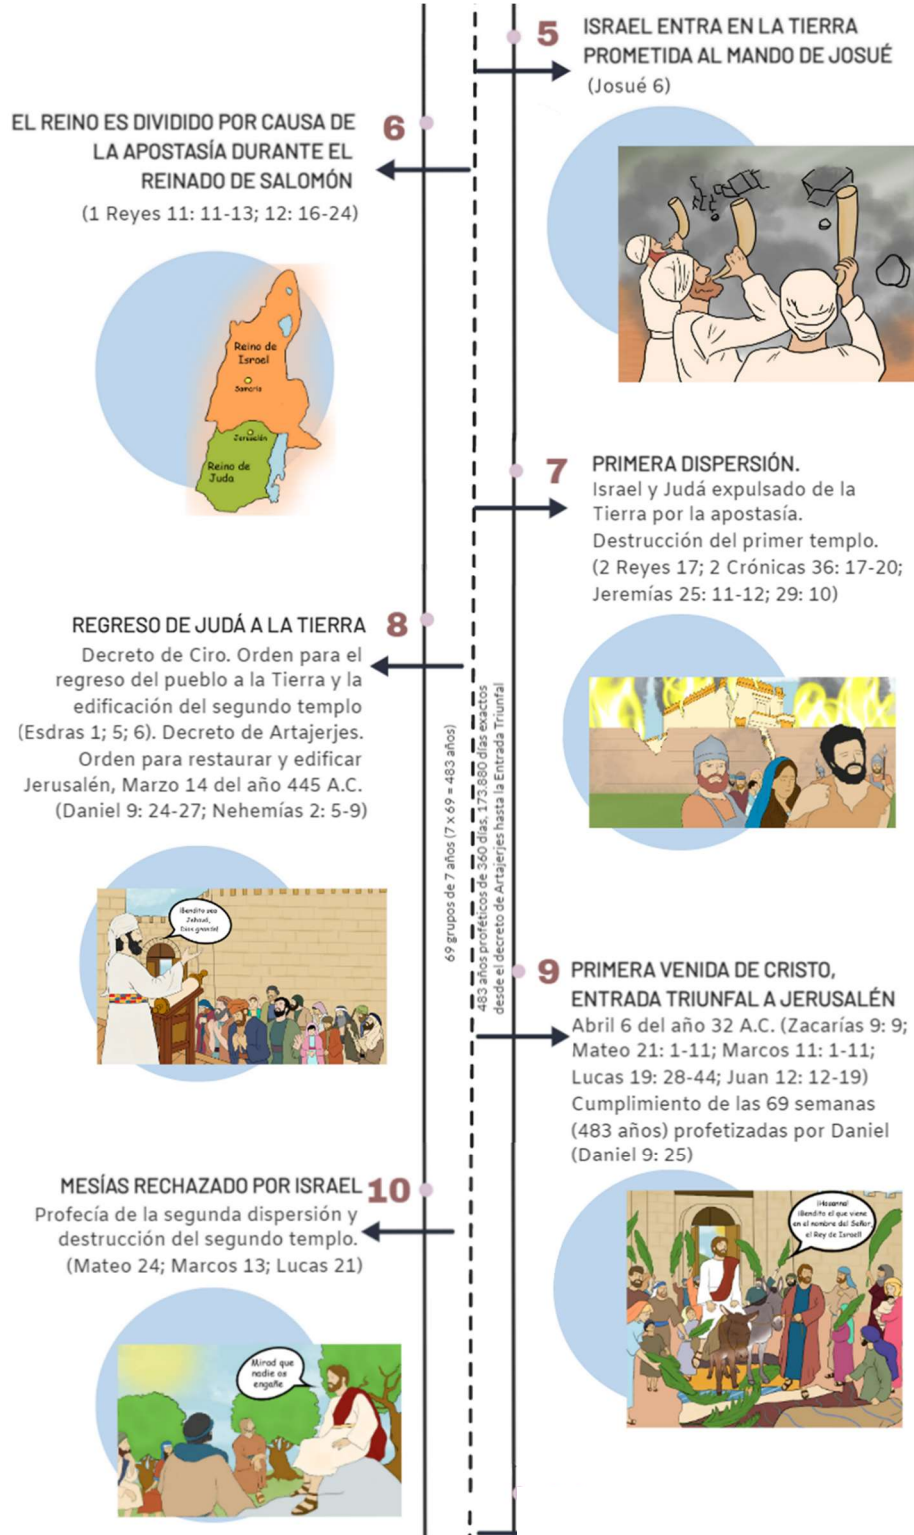 5
ISRAEL ENTRA EN LA TIERRA
PROMETIDA AL MANDO DE JOSUÉ
(Josué 6)
6
EL REINO ES DIVIDIDO POR CAUSA DE
LA APOSTASÍA DURANTE EL
REINADO DE SALOMÓN
(1 Reyes 11: 11-13; 12: 16-24)
Reino de
Israel
Samaria
Jerusalén
Reino de
Juda
7
PRIMERA DISPERSIÓN.
Israel y Judá expulsado de la
Tierra por la apostasía.
Destrucción del primer templo.
(2 Reyes 17; 2 Crónicas 36: 17-20;
Jeremías 25: 11-12; 29: 10)
8
REGRESO DE JUDÁ A LA TIERRA
Decreto de Ciro. Orden para el
regreso del pueblo a la Tierra y la
edificación del segundo templo
(Esdras 1; 5; 6). Decreto de Artajerjes.
Orden para restaurar y edificar
Jerusalén, Marzo 14 del año 445 A.C.
(Daniel 9: 24-27; Nehemías 2: 5-9)
¡Bendito sea
Jehová,
Dios grande!
69 grupos de 7 años (7 x 69 = 483 años)
483 años proféticos de 360 días, 173.880 días exactos
desde el decreto de Artajerjes hasta la Entrada Triunfal
9
PRIMERA VENIDA DE CRISTO,
ENTRADA TRIUNFAL A JERUSALÉN
Abril 6 del año 32 A.C. (Zacarías 9: 9;
Mateo 21: 1-11; Marcos 11: 1-11;
Lucas 19: 28-44; Juan 12: 12-19)
Cumplimiento de las 69 semanas
(483 años) profetizadas por Daniel
(Daniel 9: 25)
¡Hosanna!
¡Bendito el que viene
en el nombre del Señor,
el Rey de Israel!
10
MESÍAS RECHAZADO POR ISRAEL
Profecía de la segunda dispersión y
destrucción del segundo templo.
(Mateo 24; Marcos 13; Lucas 21)
Mirad que
nadie os
engañe